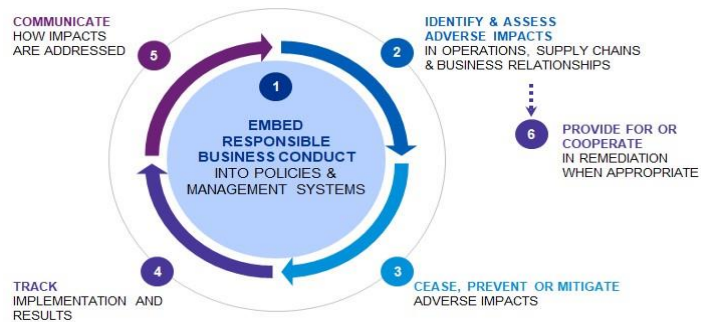 1
EMBED
RESPONSIBLE
BUSINESS CONDUCT
INTO POLICIES &
MANAGEMENT SYSTEMS
2
IDENTIFY & ASSESS
ADVERSE IMPACTS
IN OPERATIONS, SUPPLY CHAINS
& BUSINESS RELATIONSHIPS
3
CEASE, PREVENT OR MITIGATE
ADVERSE IMPACTS
4
TRACK
IMPLEMENTATION AND
RESULTS
5
COMMUNICATE
HOW IMPACTS
ARE ADDRESSED
6
PROVIDE FOR OR
COOPERATE
IN REMEDIATION
WHEN APPROPRIATE